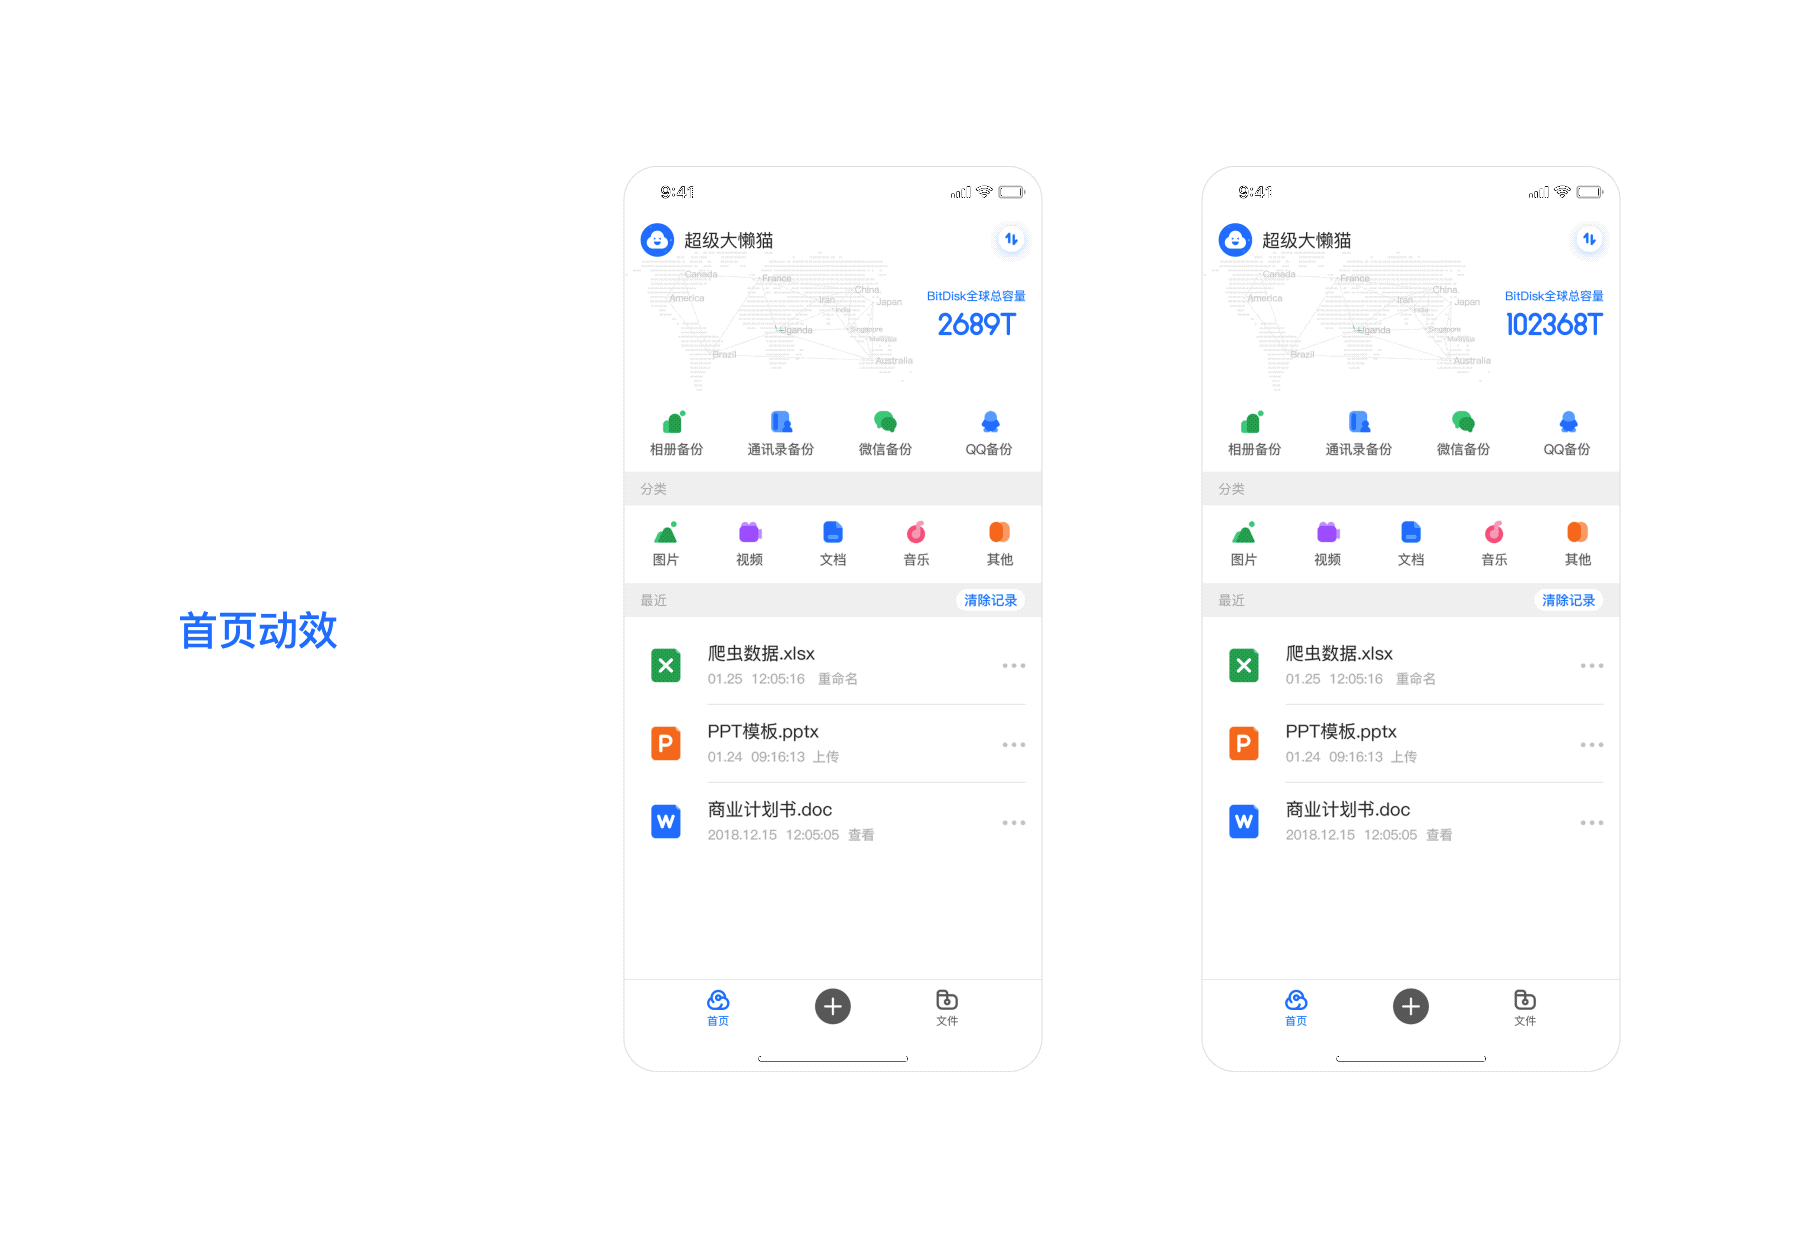 首页动效
9:41
超级大懒猫
Canada
France
China
America
Iran
Japan
India
Uganda
Singapore
Malaysia
Brazil
Australia
BitDisk全球总容量
2689T
相册备份 通讯录备份 微信备份 QQ备份
分类
图片 视频 文档 音乐 其他
最近 清除记录
爬虫数据.xlsx
01.25 12:05:16 重命名
PPT模板.pptx
01.24 09:16:13 上传
商业计划书.doc
2018.12.15 12:05:05 查看
首页 文件
9:41
超级大懒猫
Canada
France
China
America
Iran
Japan
India
Uganda
Singapore
Malaysia
Brazil
Australia
BitDisk全球总容量
102368T
相册备份 通讯录备份 微信备份 QQ备份
分类
图片 视频 文档 音乐 其他
最近 清除记录
爬虫数据.xlsx
01.25 12:05:16 重命名
PPT模板.pptx
01.24 09:16:13 上传
商业计划书.doc
2018.12.15 12:05:05 查看
首页 文件